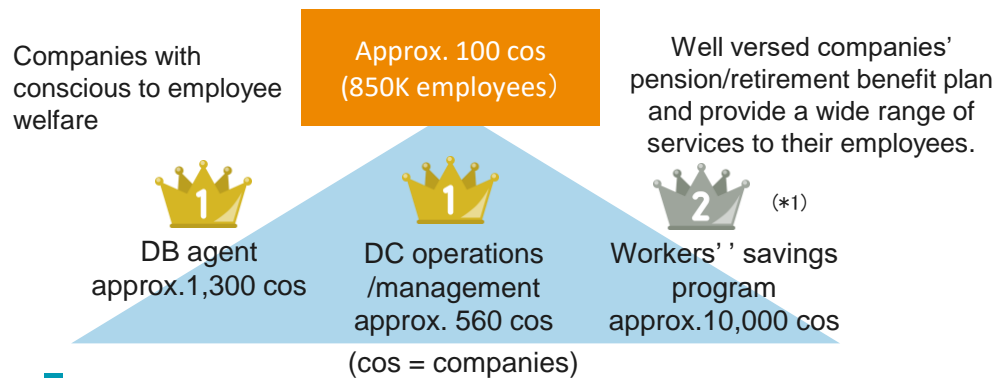 Companies with
conscious to employee
welfare
Approx. 100 cos
(850K employees）
Well versed companies’
pension/retirement benefit plan
and provide a wide range of
services to their employees.
1
DB agent
approx.1,300 cos
1
DC operations
/management
approx. 560 cos
2
(*1)
Workers’ ’ savings
program
approx.10,000 cos
(cos = companies)